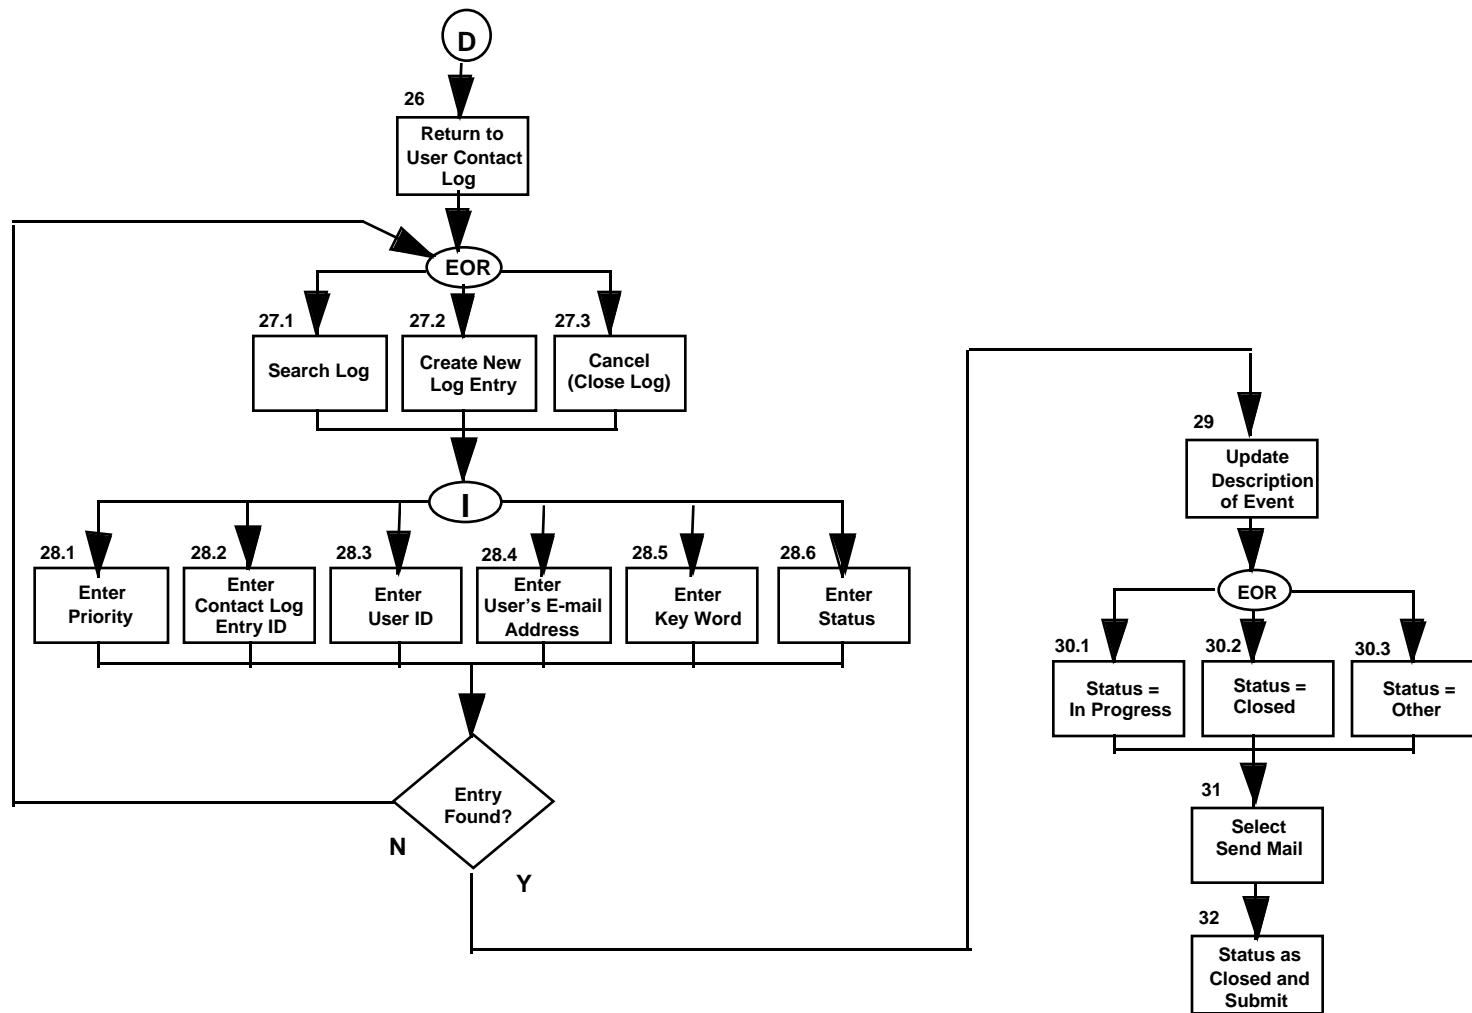 D
26
Return to
User Contact
Log
EOR
27.1
Search Log
27.2
Create New
Log Entry
27.3
Cancel
(Close Log)
I
28.1
Enter
Priority
28.2
Enter
Contact Log
Entry ID
28.3
Enter
User ID
28.4
Enter
User’s E-mail
Address
28.5
Enter
Key Word
28.6
Enter
Status
Entry
Found?
N
Y
29
Update
Description
of Event
EOR
30.1
Status =
In Progress
30.2
Status =
Closed
30.3
Status =
Other
31
Select
Send Mail
32
Status as
Closed and
Submit